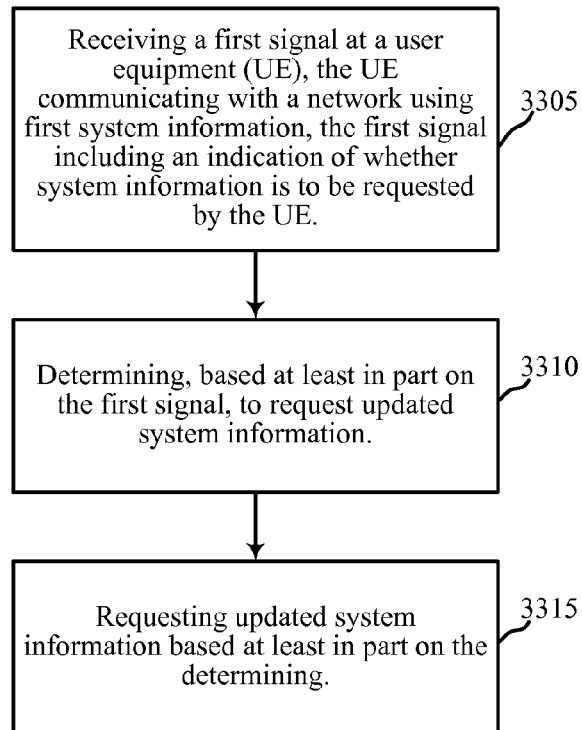 Receiving a first signal at a user
equipment (UE), the UE
communicating with a network using
first system information, the first signal
including an indication of whether
system information is to be requested
by the UE.
3305
Determining, based at least in part on
the first signal, to request updated
system information.
3310
Requesting updated system
information based at least in part on the
determining.
3315